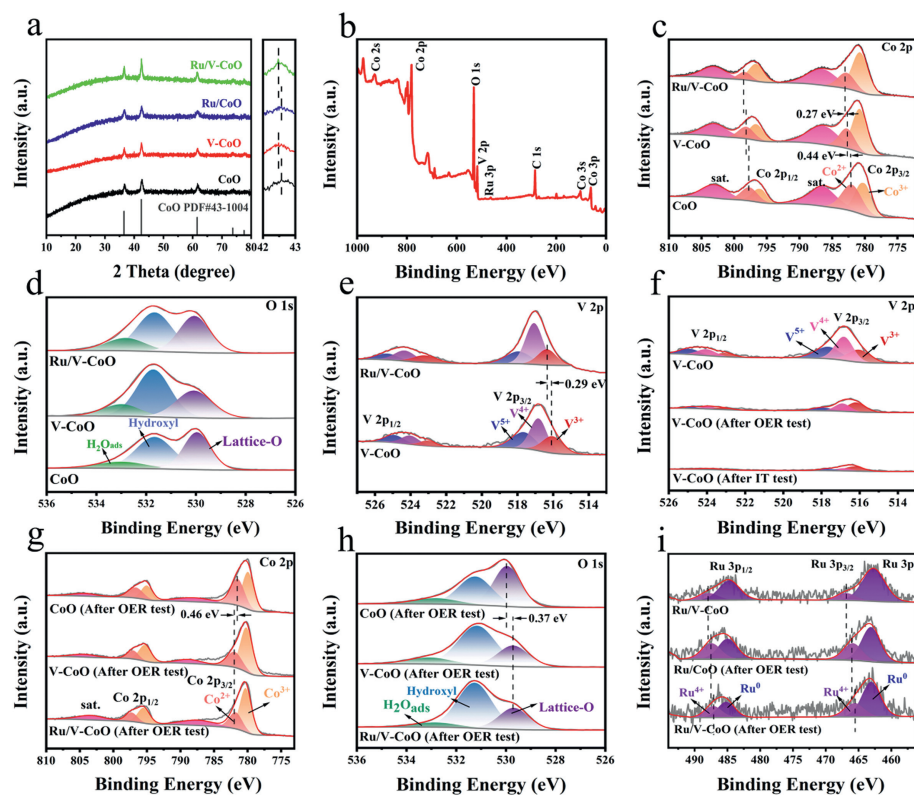 a
Intensity (a.u.)
Ru/V-CoO
Ru/CoO
V-CoO
CoO
CoO PDF#43-1004
10 20 30 40 50 60 70 80
42 43
2 Theta (degree)
b
Intensity (a.u.)
Co 2s
Co 2p
O 1s
V 2p
Ru 3p
C 1s
Co 3s
Co 3p
1000 800 600 400 200 0
Binding Energy (eV)
c
Intensity (a.u.)
Co 2p
Ru/V-CoO
0.27 eV
V-CoO
0.44 eV
sat. Co 2p1/2 sat. Co2+ Co 2p3/2
CoO
Co3+
810 805 800 795 790 785 780 775 772
Binding Energy (eV)
d
Intensity (a.u.)
O 1s
Ru/V-CoO
V-CoO
H2Oads
Hydroxyl
Lattice-O
CoO
536 534 532 530 528 526
Binding Energy (eV)
e
Intensity (a.u.)
V 2p
Ru/V-CoO
0.29 eV
V 2p1/2
V 2p3/2
V5+
V4+
V3+
V-CoO
526 524 522 520 518 516 514
Binding Energy (eV)
f
Intensity (a.u.)
V 2p
V 2p1/2
V5+
V4+
V 2p3/2
V3+
V-CoO
V-CoO (After OER test)
V-CoO (After IT test)
526 524 522 520 518 516 514
Binding Energy (eV)
g
Intensity (a.u.)
Co 2p
CoO (After OER test)
0.46 eV
V-CoO (After OER test)
sat. Co 2p1/2
Co 2p3/2
Co2+
Co3+
Ru/V-CoO (After OER test)
810 805 800 795 790 785 780 775
Binding Energy (eV)
h
Intensity (a.u.)
O 1s
CoO (After OER test)
0.37 eV
V-CoO (After OER test)
H2Oads
Hydroxyl
Lattice-O
Ru/V-CoO (After OER test)
536 534 532 530 528 526
Binding Energy (eV)
i
Intensity (a.u.)
Ru 3p1/2 Ru 3p3/2 Ru 3p
Ru/V-CoO
Ru/CoO (After OER test)
Ru4+ Ru0 Ru4+ Ru0
Ru/V-CoO (After OER test)
490 485 480 475 470 465 460
Binding Energy (eV)